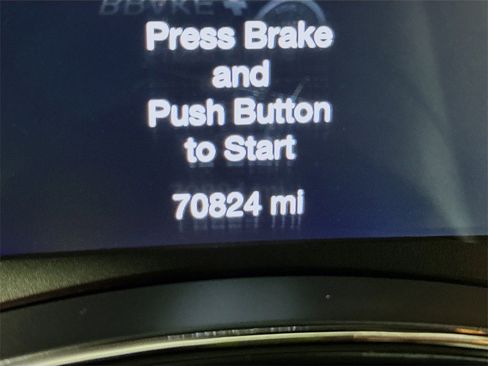 Press Brake
and
Push Button
to Start
70824 mi